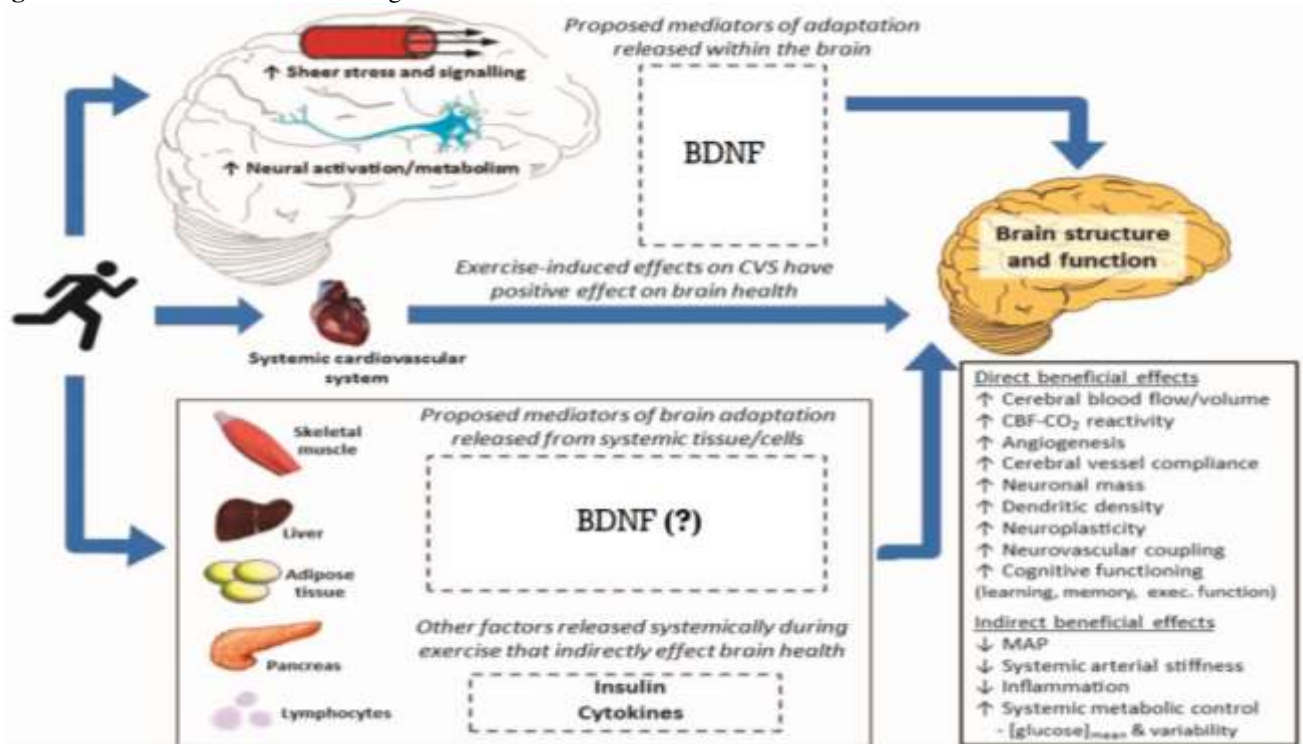 Proposed mediators of adaptation
released within the brain
↑ Sheer stress and signalling
BDNF
↑ Neural activation/metabolism
Brain structure
and function
Exercise-induced effects on CVS have
positive effect on brain health
Systemic cardiovascular
system
Skeletal
muscle
Liver
Adipose
tissue
Pancreas
Lymphocytes
Proposed mediators of brain adaptation
released from systemic tissue/cells
BDNF (?)
Other factors released systemically during
exercise that indirectly effect brain health
Insulin
Cytokines
Direct beneficial effects
↑ Cerebral blood flow/volume
↑ CBF-CO₂ reactivity
↑ Angiogenesis
↑ Cerebral vessel compliance
↑ Neuronal mass
↑ Dendritic density
↑ Neuroplasticity
↑ Neurovascular coupling
↑ Cognitive functioning
(learning, memory, exec. function)
Indirect beneficial effects
↓ MAP
↓ Systemic arterial stiffness
↓ Inflammation
↑ Systemic metabolic control
- [glucose]mean & variability